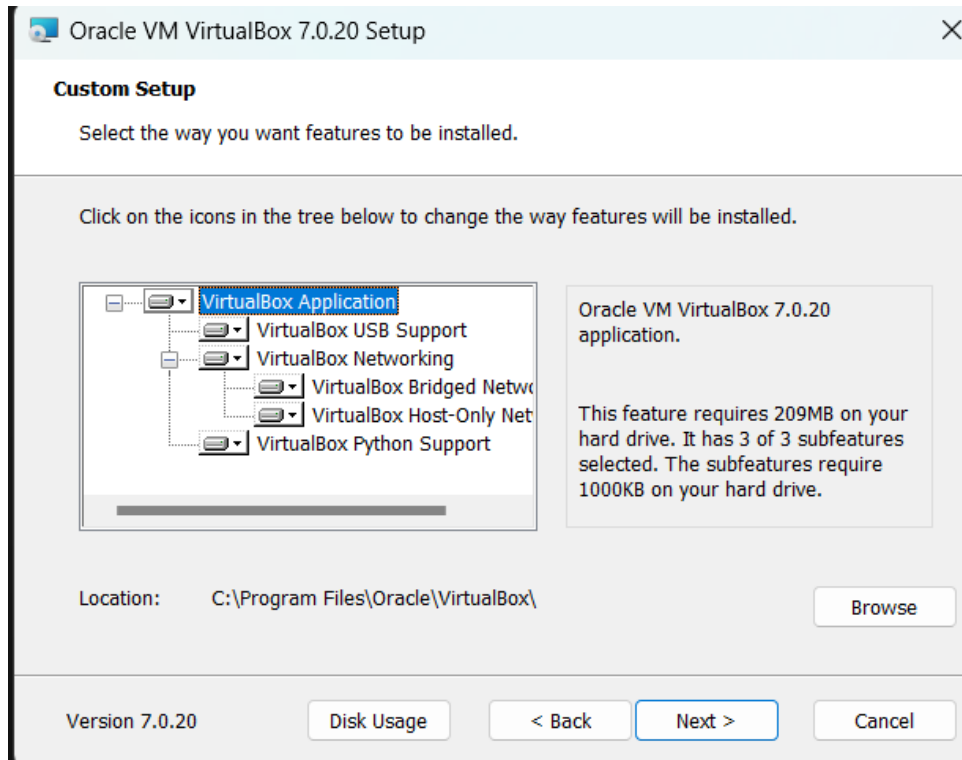 Oracle VM VirtualBox 7.0.20 Setup
Custom Setup
Select the way you want features to be installed.
Click on the icons in the tree below to change the way features will be installed.
VirtualBox Application
VirtualBox USB Support
VirtualBox Networking
VirtualBox Bridged Netwo
VirtualBox Host-Only Net
VirtualBox Python Support
Oracle VM VirtualBox 7.0.20
application.
This feature requires 209MB on your
hard drive. It has 3 of 3 subfeatures
selected. The subfeatures require
1000KB on your hard drive.
Location: C:\Program Files\Oracle\VirtualBox\
Browse
Version 7.0.20
Disk Usage
< Back
Next >
Cancel